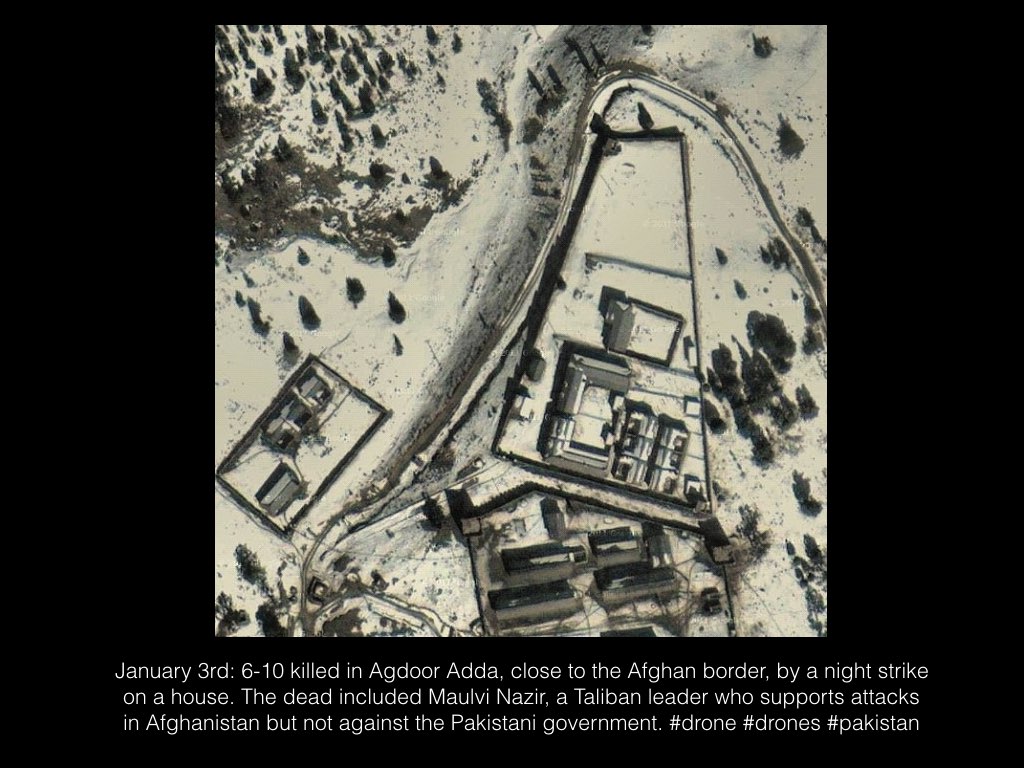 January 3rd: 6-10 killed in Agdoor Adda, close to the Afghan border, by a night strike
on a house. The dead included Maulvi Nazir, a Taliban leader who supports attacks
in Afghanistan but not against the Pakistani government. #drone #drones #pakistan